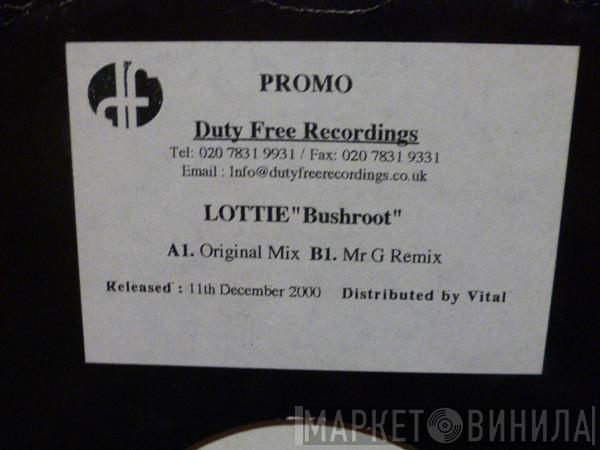 PROMO
Duty Free Recordings
Tel: 020 7831 9931 / Fax: 020 7831 9331
Email : Info@dutyfreerecordings.co.uk
LOTTIE "Bushroot"
A1. Original Mix B1. Mr G Remix
Released : 11th December 2000 Distributed by Vital
МАРКЕТ ВИНИЛА